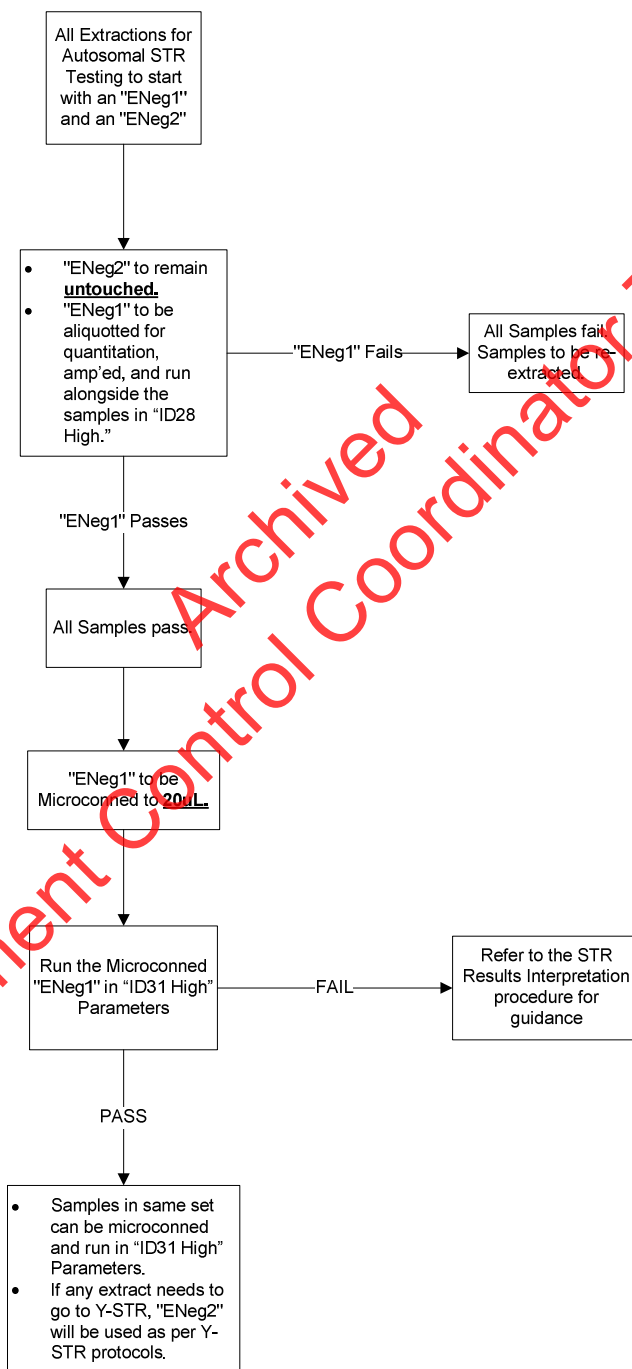 All Extractions for
Autosomal STR
Testing to start
with an "ENeg1"
and an "ENeg2"
• "ENeg2" to remain
untouched.
• "ENeg1" to be
aliquotted for
quantitation,
amp'ed, and run
alongside the
samples in “ID28
High.”
"ENeg1" Fails
All Samples fail.
Samples to be re-
extracted.
"ENeg1" Passes
All Samples pass.
"ENeg1" to be
Microconned to 20uL.
Run the Microconned
"ENeg1" in “ID31 High”
Parameters
FAIL
Refer to the STR
Results Interpretation
procedure for
guidance
PASS
• Samples in same set
can be microconned
and run in “ID31 High”
Parameters.
• If any extract needs to
go to Y-STR, "ENeg2"
will be used as per Y-
STR protocols.
Archived
Control Coordinator